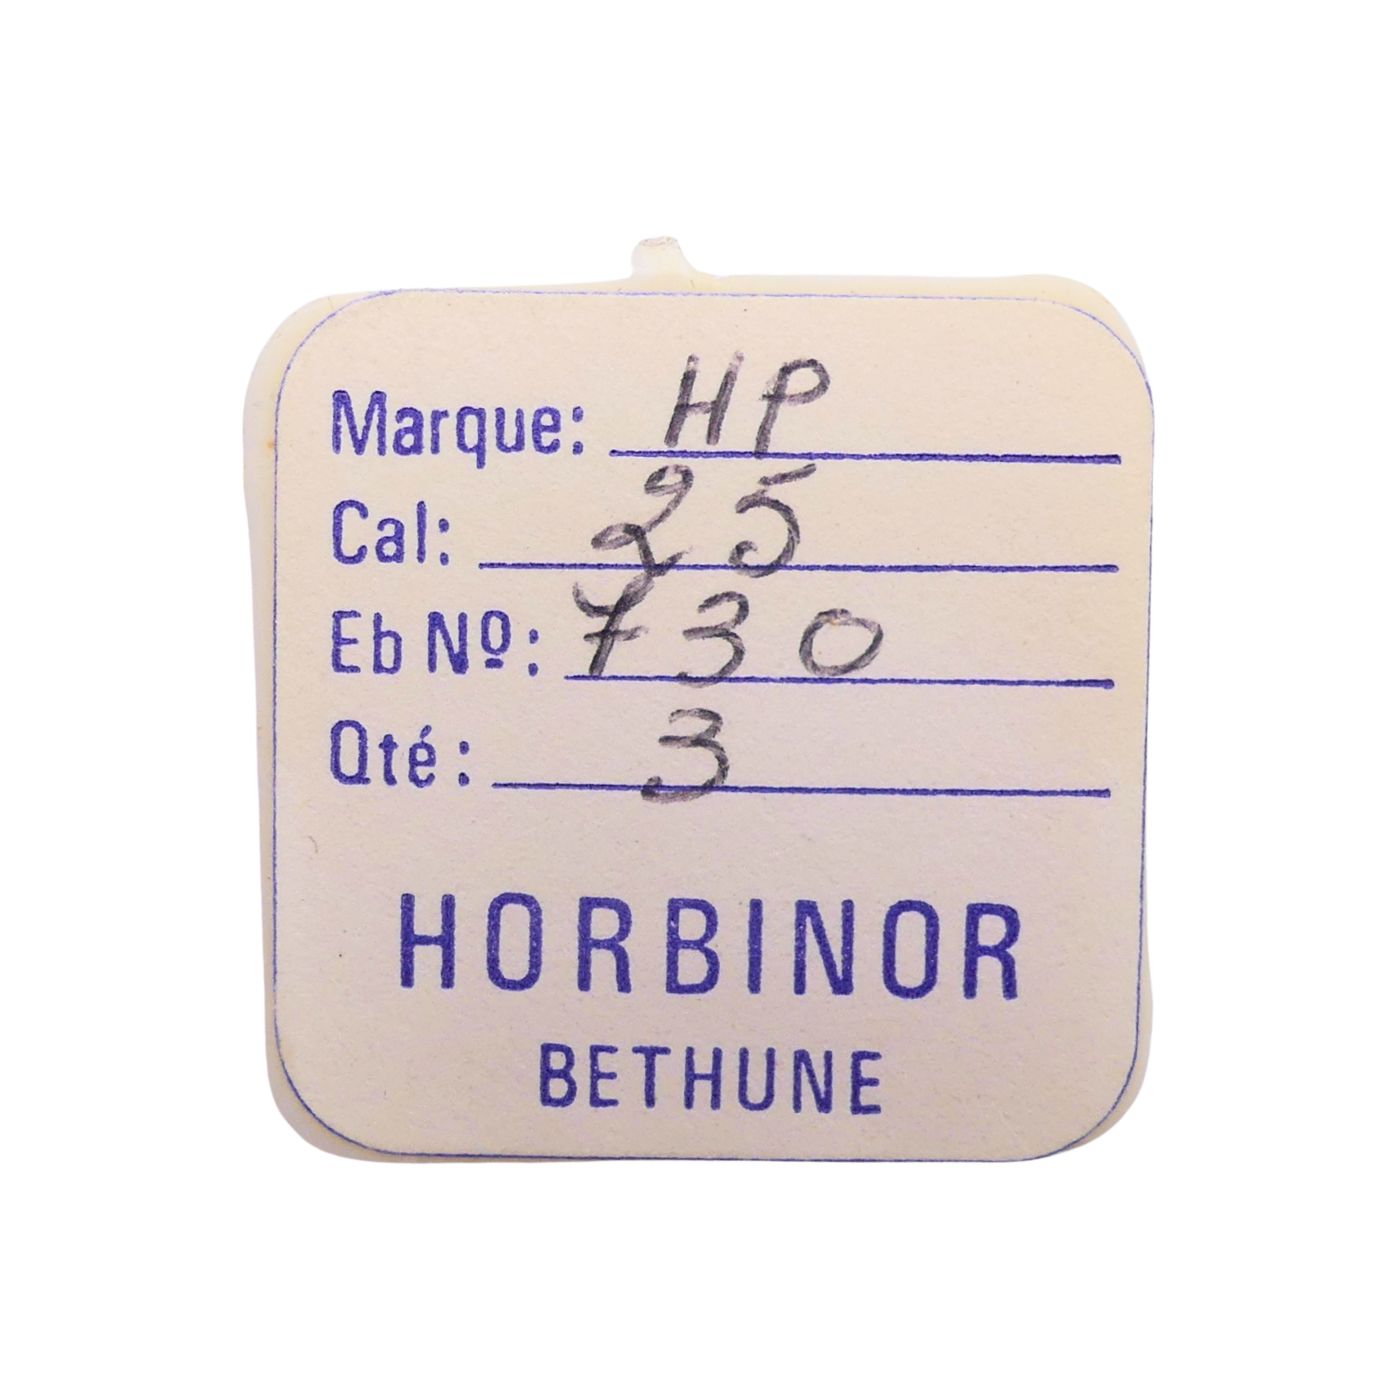 Marque: HP
Cal: 25
Eb Nº: 730
Qté: 3
HORBINOR
BETHUNE